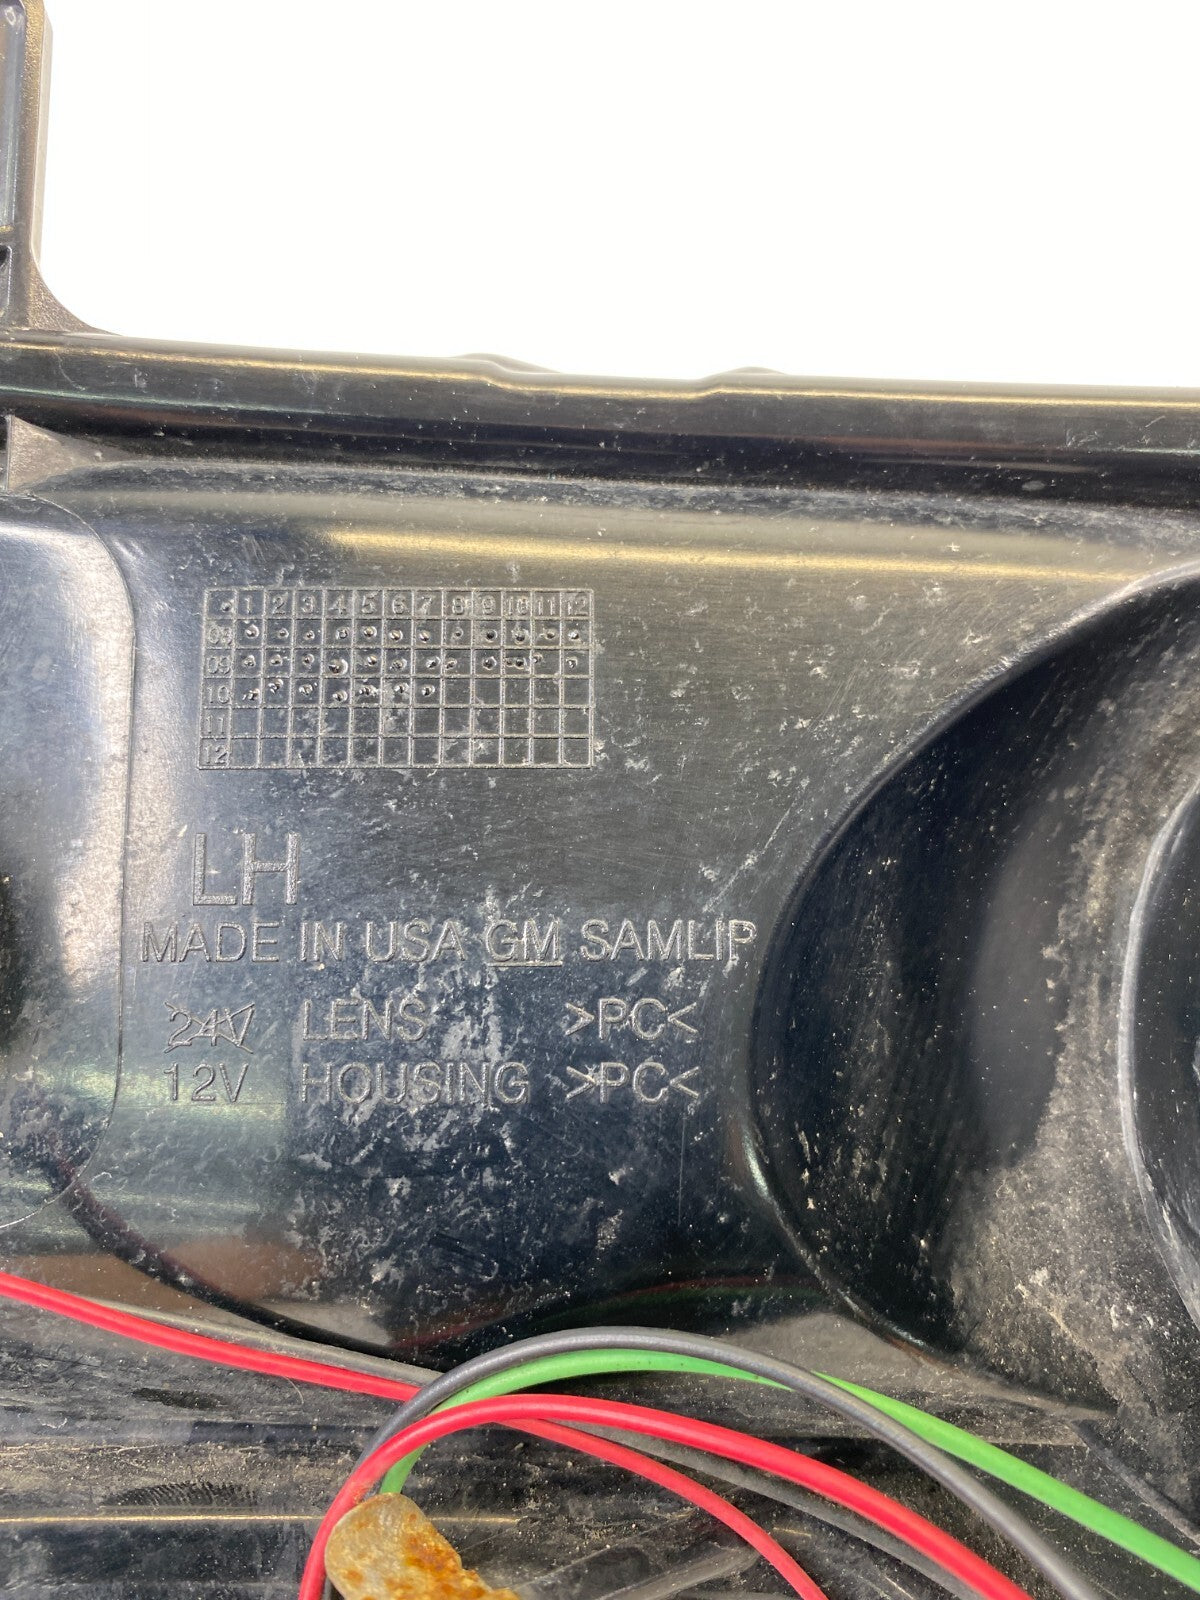 1 2 3 4 5 6 7 8 9 10 11 12
09
10
11
12
LH
MADE IN USA GM SAMLIP
24V LENS >PC<
12V HOUSING >PC<